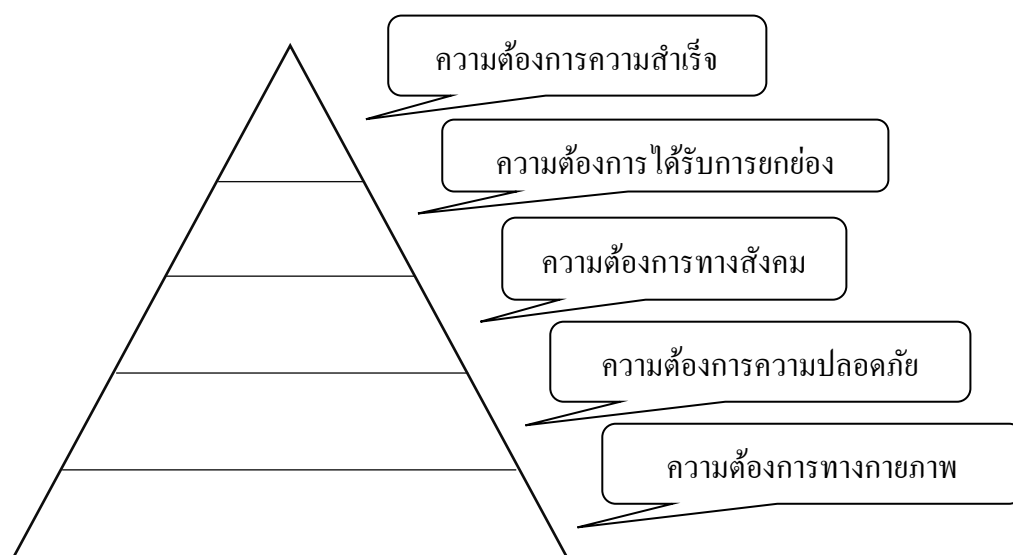 ความต้องการความสำเร็จ
ความต้องการได้รับการยกย่อง
ความต้องการทางสังคม
ความต้องการความปลอดภัย
ความต้องการทางกายภาพ